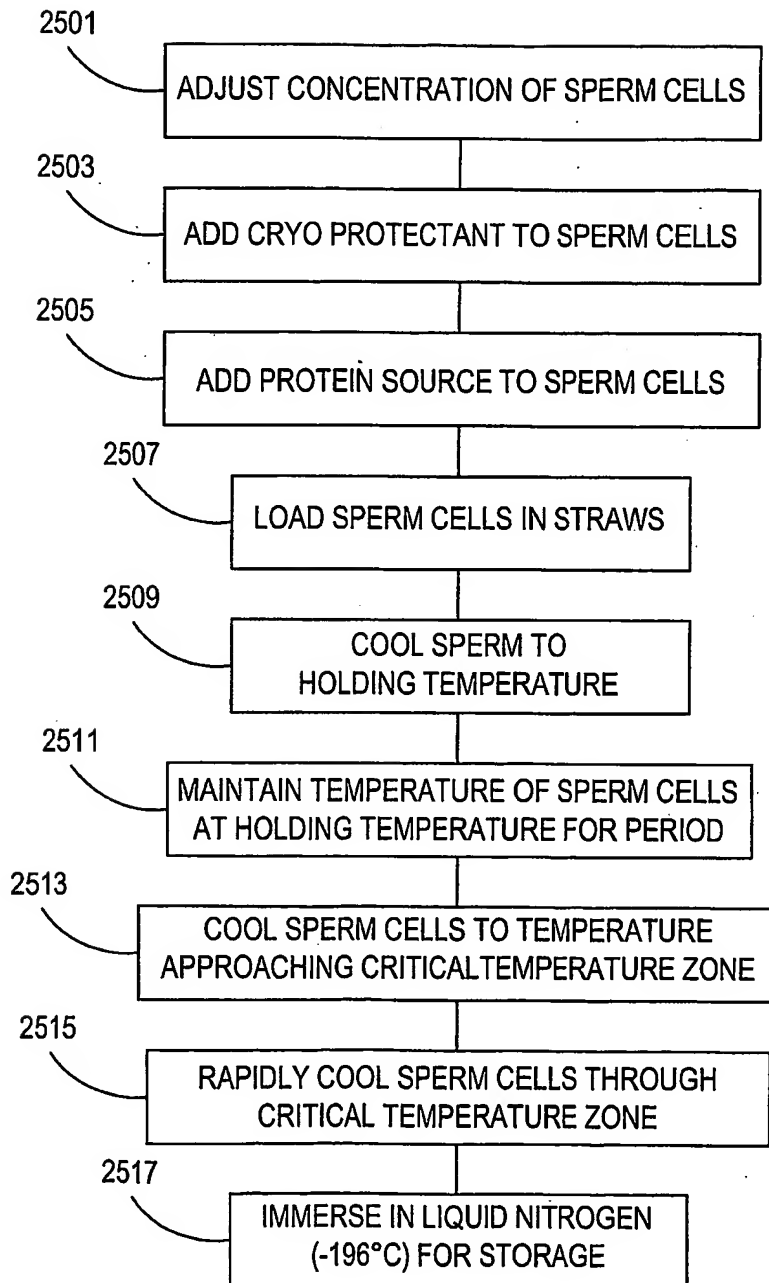 2501
ADJUST CONCENTRATION OF SPERM CELLS
2503
ADD CRYO PROTECTANT TO SPERM CELLS
2505
ADD PROTEIN SOURCE TO SPERM CELLS
2507
LOAD SPERM CELLS IN STRAWS
2509
COOL SPERM TO
HOLDING TEMPERATURE
2511
MAINTAIN TEMPERATURE OF SPERM CELLS
AT HOLDING TEMPERATURE FOR PERIOD
2513
COOL SPERM CELLS TO TEMPERATURE
APPROACHING CRITICALTEMPERATURE ZONE
2515
RAPIDLY COOL SPERM CELLS THROUGH
CRITICAL TEMPERATURE ZONE
2517
IMMERSE IN LIQUID NITROGEN
(-196°C) FOR STORAGE